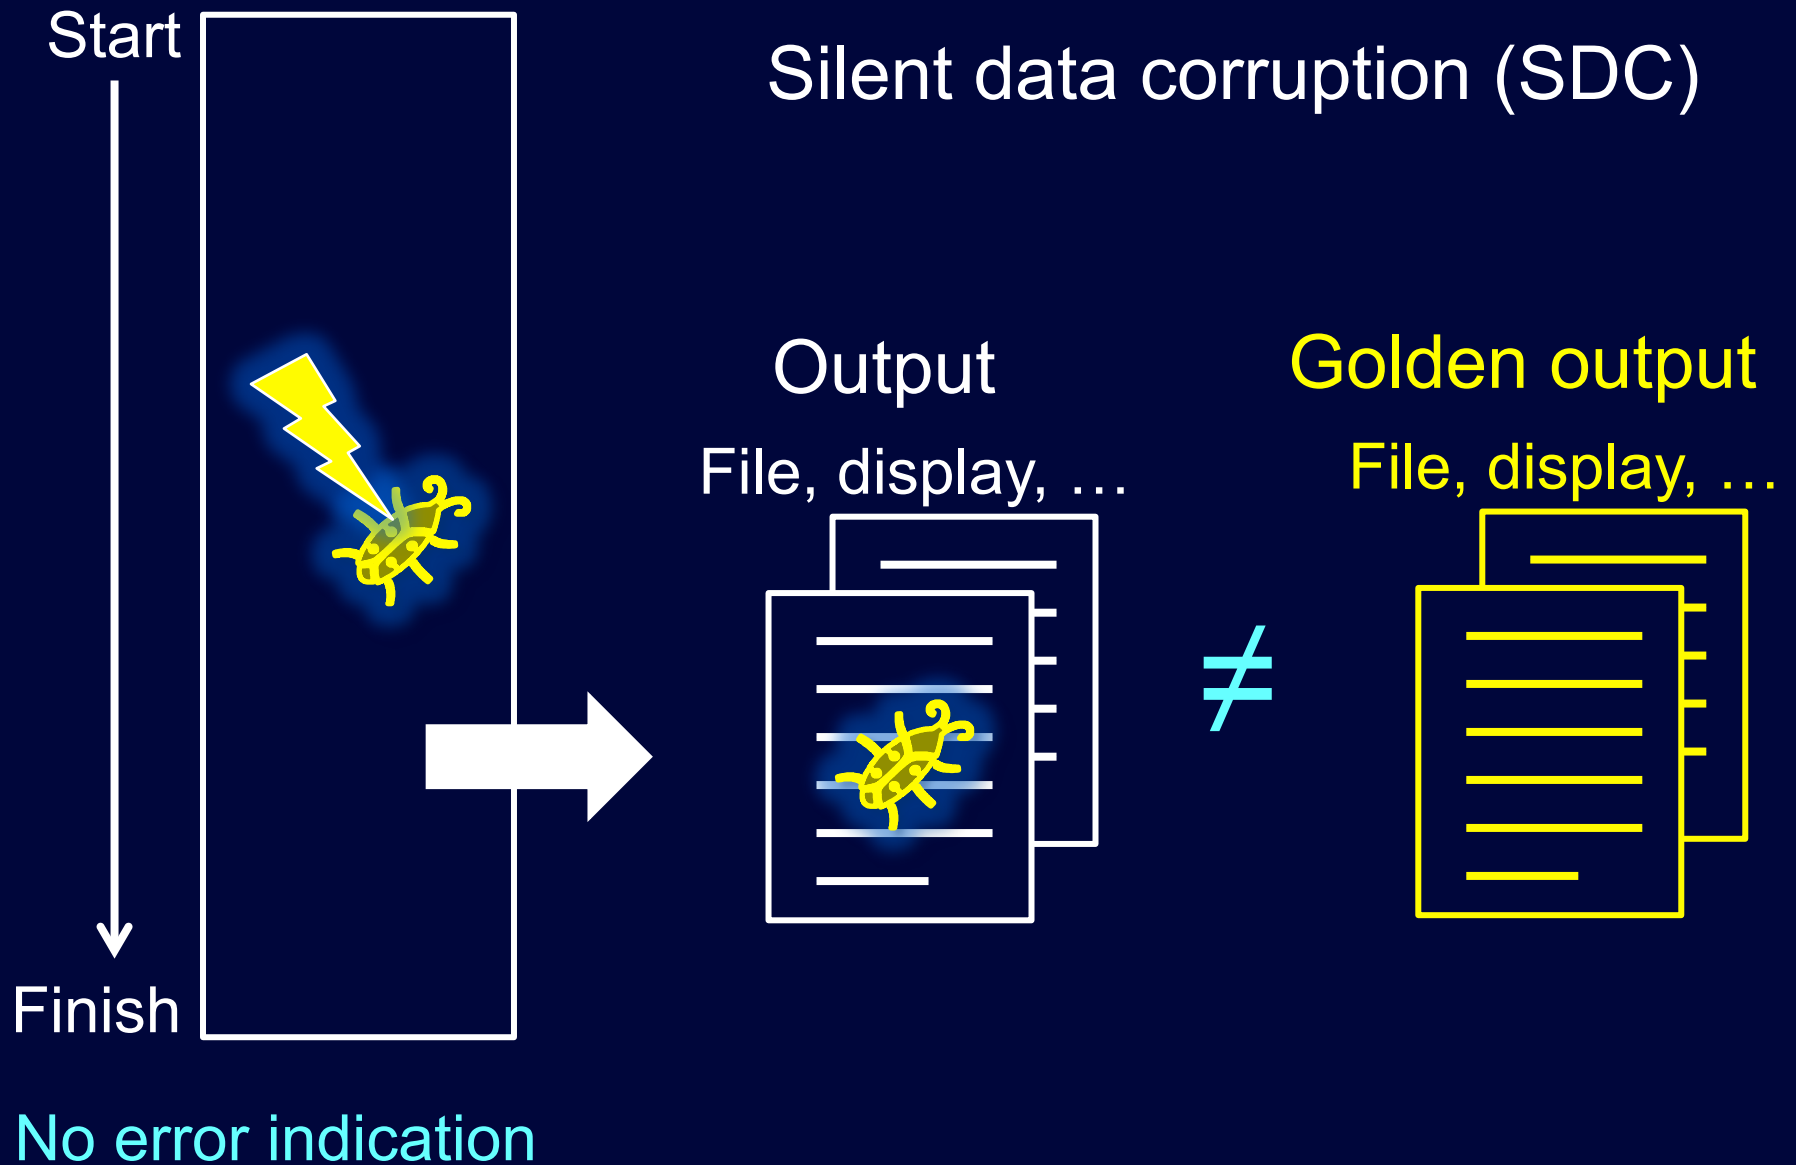 Start
Silent data corruption (SDC)
Output
Golden output
File, display, …
File, display, …
≠
Finish
No error indication